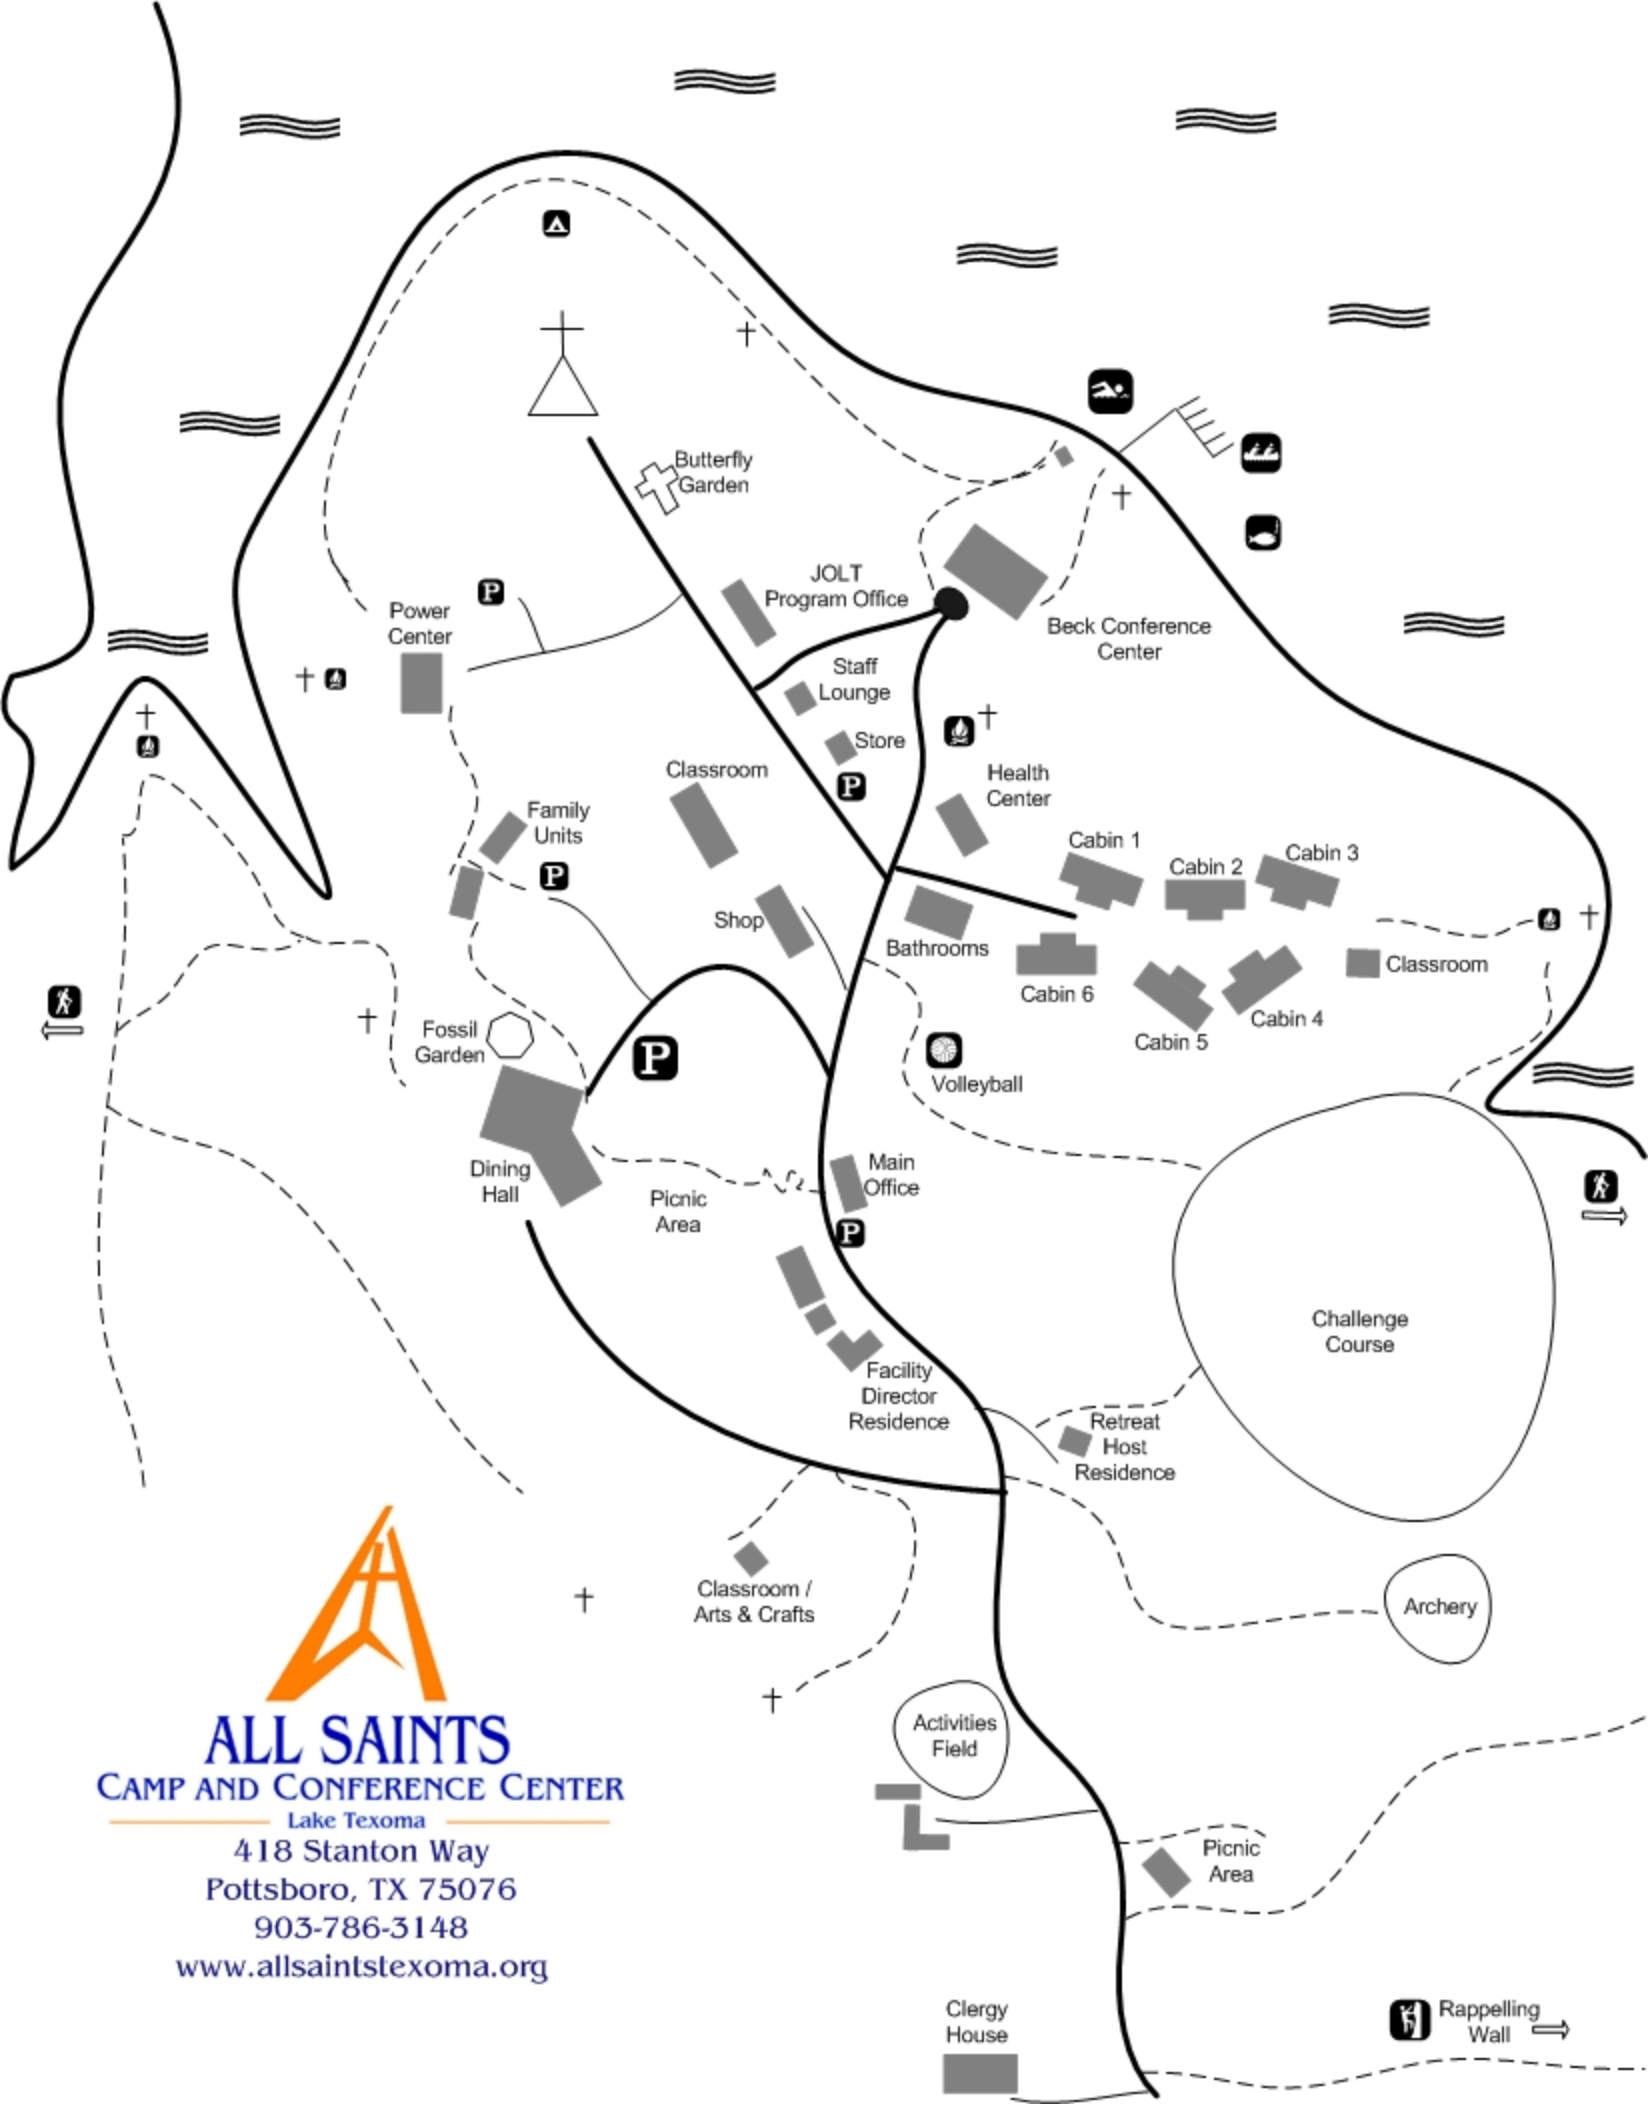 Butterfly
Garden
JOLT
Program Office
P
Power
Center
Beck Conference
Center
Staff
Lounge
Store
P
Classroom
Health
Center
Family
Units
P
Cabin 1
Cabin 2
Cabin 3
Shop
Bathrooms
Classroom
Cabin 6
Cabin 4
Cabin 5
Fossil
Garden
P
Volleyball
Dining
Hall
Picnic
Area
Main
Office
P
Challenge
Course
Facility
Director
Residence
Retreat
Host
Residence
Classroom /
Arts & Crafts
Archery
Activities
Field
ALL SAINTS
CAMP AND CONFERENCE CENTER
Lake Texoma
418 Stanton Way
Pottsboro, TX 75076
903-786-3148
www.allsaintstexoma.org
Picnic
Area
Clergy
House
Rappelling
Wall